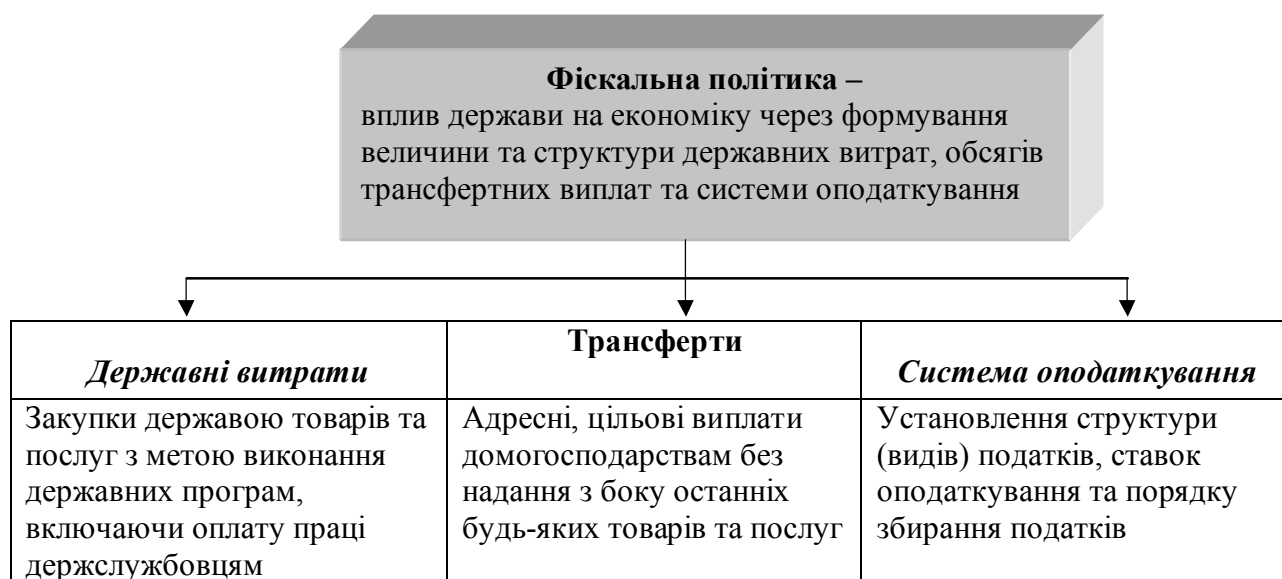 Фіскальна політика –
вплив держави на економіку через формування
величини та структури державних витрат, обсягів
трансфертних виплат та системи оподаткування
Державні витрати
Закупки державою товарів та
послуг з метою виконання
державних програм,
включаючи оплату праці
держслужбовцям
Трансферти
Адресні, цільові виплати
домогосподарствам без
надання з боку останніх
будь-яких товарів та послуг
Система оподаткування
Установлення структури
(видів) податків, ставок
оподаткування та порядку
збирання податків